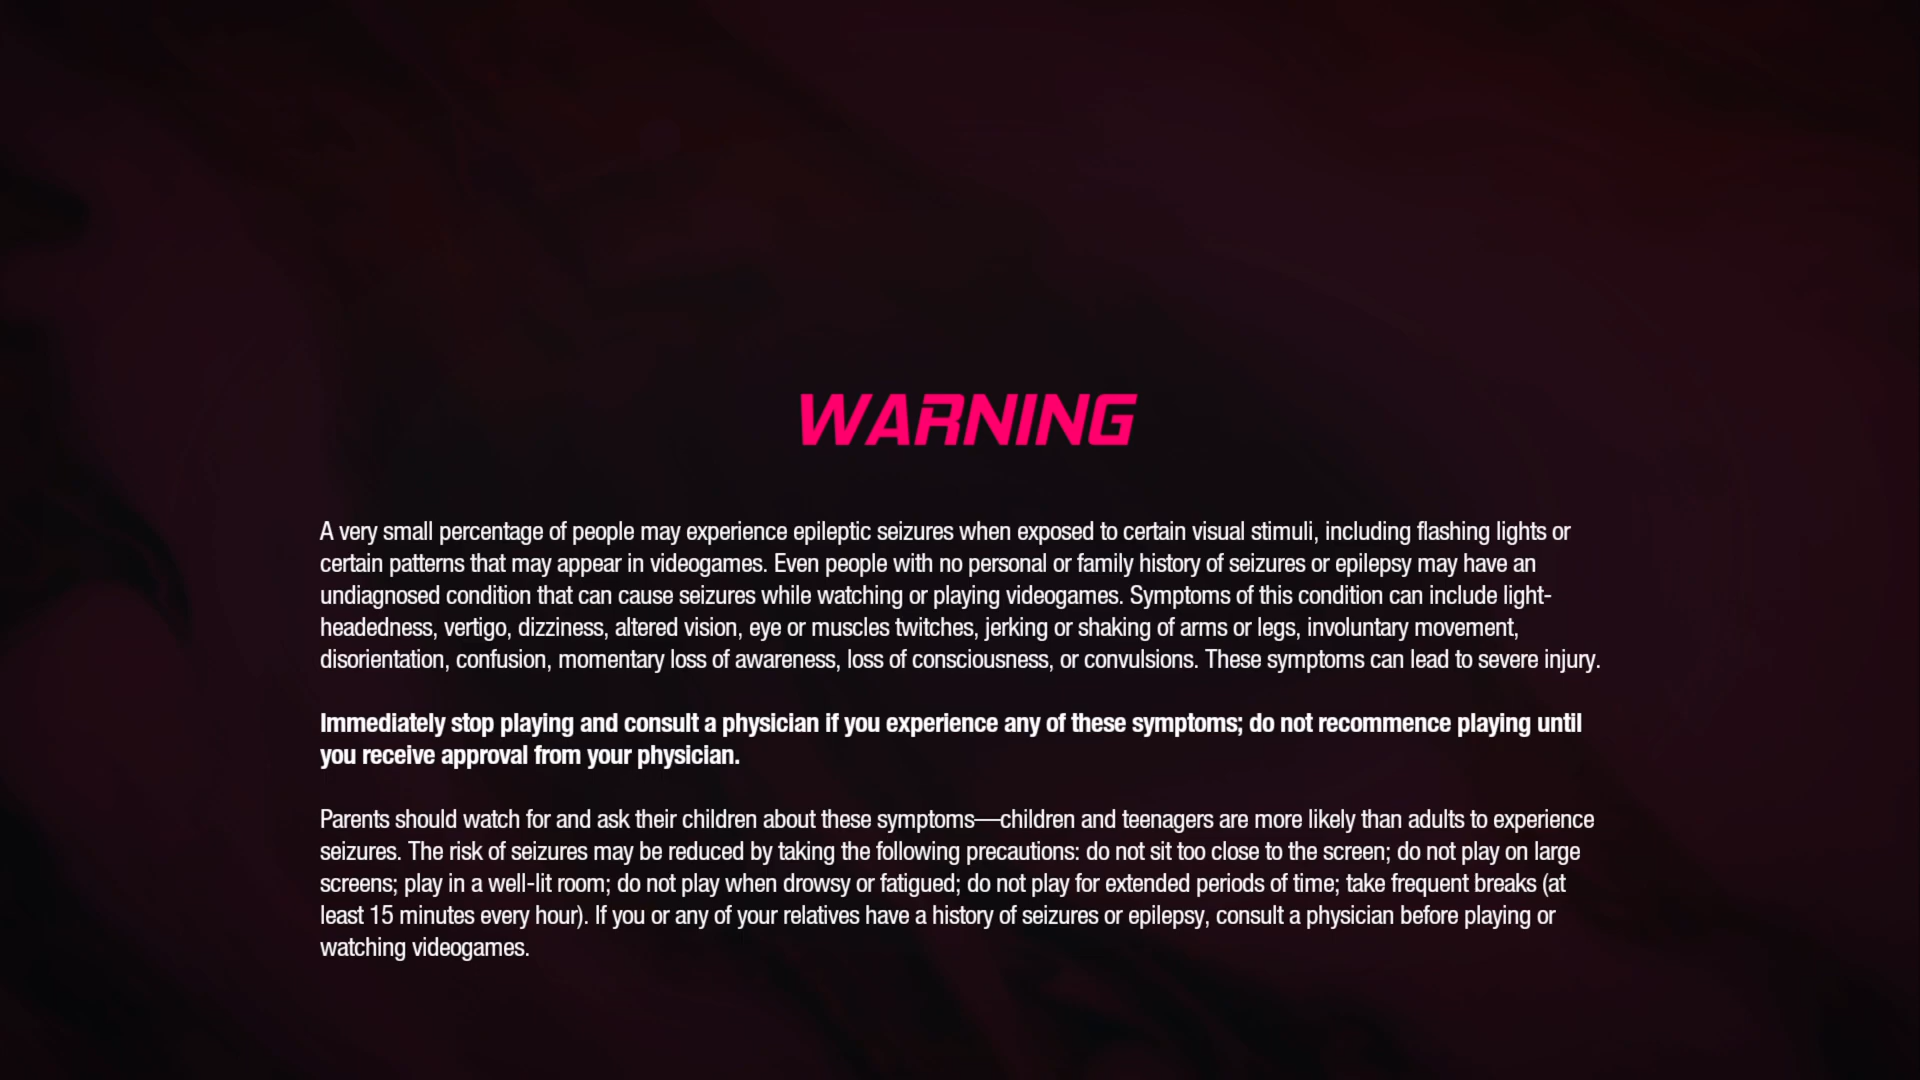 WARNING
A very small percentage of people may experience epileptic seizures when exposed to certain visual stimuli, including flashing lights or
certain patterns that may appear in videogames. Even people with no personal or family history of seizures or epilepsy may have an
undiagnosed condition that can cause seizures while watching or playing videogames. Symptoms of this condition can include light-
headedness, vertigo, dizziness, altered vision, eye or muscles twitches, jerking or shaking of arms or legs, involuntary movement,
disorientation, confusion, momentary loss of awareness, loss of consciousness, or convulsions. These symptoms can lead to severe injury.
Immediately stop playing and consult a physician if you experience any of these symptoms; do not recommence playing until
you receive approval from your physician.
Parents should watch for and ask their children about these symptoms—children and teenagers are more likely than adults to experience
seizures. The risk of seizures may be reduced by taking the following precautions: do not sit too close to the screen; do not play on large
screens; play in a well-lit room; do not play when drowsy or fatigued; do not play for extended periods of time; take frequent breaks (at
least 15 minutes every hour). If you or any of your relatives have a history of seizures or epilepsy, consult a physician before playing or
watching videogames.